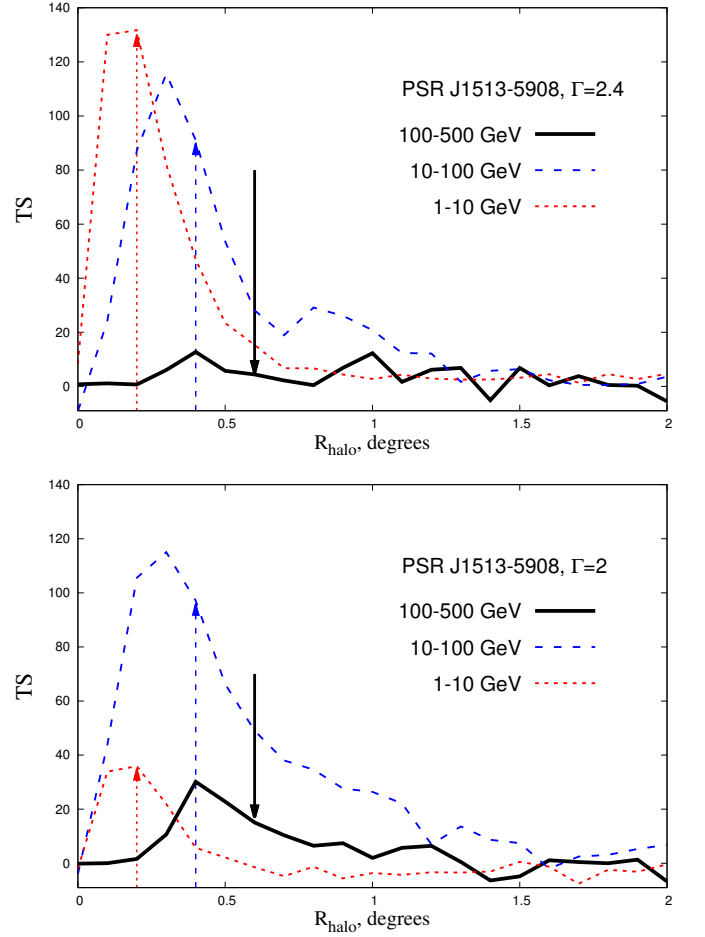 140
120
100
80
60
40
20
0
TS
PSR J1513-5908, Γ=2.4
100-500 GeV
10-100 GeV
1-10 GeV
0 0.5 1 1.5 2
R_halo, degrees
140
120
100
80
60
40
20
0
TS
PSR J1513-5908, Γ=2
100-500 GeV
10-100 GeV
1-10 GeV
0 0.5 1 1.5 2
R_halo, degrees